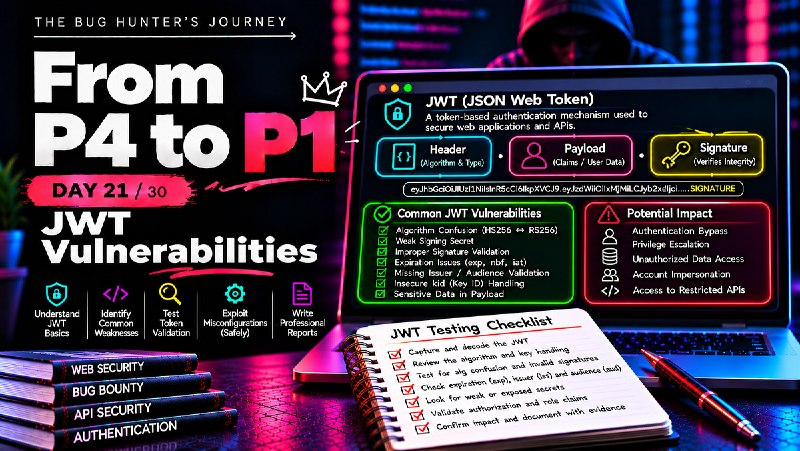 THE BUG HUNTER'S JOURNEY
From
P4 to P1
DAY 21 / 30
JWT
Vulnerabilities
Understand
JWT
Basics
Identify
Common
Weaknesses
Test
Token
Validation
Exploit
Misconfigurations
(Safely)
Write
Professional
Reports
WEB SECURITY
BUG BOUNTY
API SECURITY
AUTHENTICATION
JWT (JSON Web Token)
A token-based authentication mechanism used to
secure web applications and APIs.
Header
(Algorithm & Type)
Payload
(Claims / User Data)
Signature
(Verifies Integrity)
SIGNATURE
Common JWT Vulnerabilities
Algorithm Confusion (HS256 ↔ RS256)
Weak Signing Secret
Improper Signature Validation
Expiration Issues (exp, nbf, iat)
Missing Issuer / Audience Validation
Insecure kid (Key ID) Handling
Sensitive Data in Payload
Potential Impact
Authentication Bypass
Privilege Escalation
Unauthorized Data Access
Account Impersonation
</> Access to Restricted APIs
JWT Testing Checklist
Capture and decode the JWT
Review the algorithm and key handling
Test for alg confusion and invalid signatures
Check expiration (exp), issuer (iss) and audience (aud)
Look for weak or exposed secrets
Validate authorization and role claims
Confirm impact and document with evidence